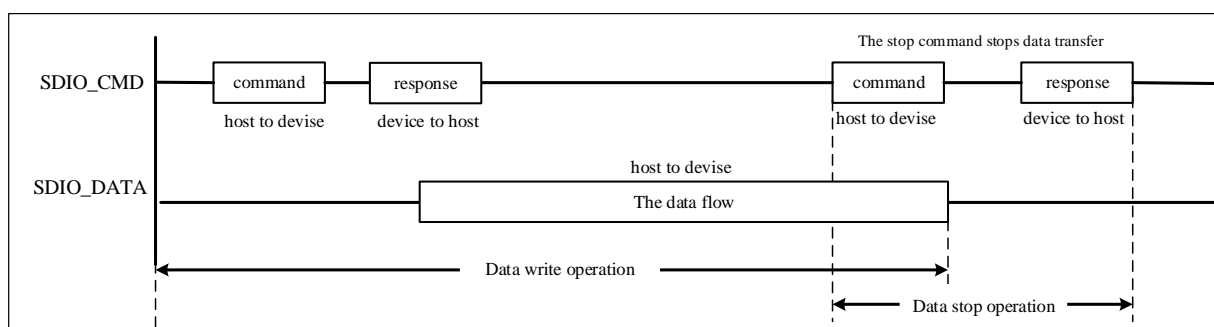 The stop command stops data transfer
SDIO_CMD
command
response
command
response
host to devise
device to host
host to devise
device to host
host to devise
SDIO_DATA
The data flow
Data write operation
Data stop operation